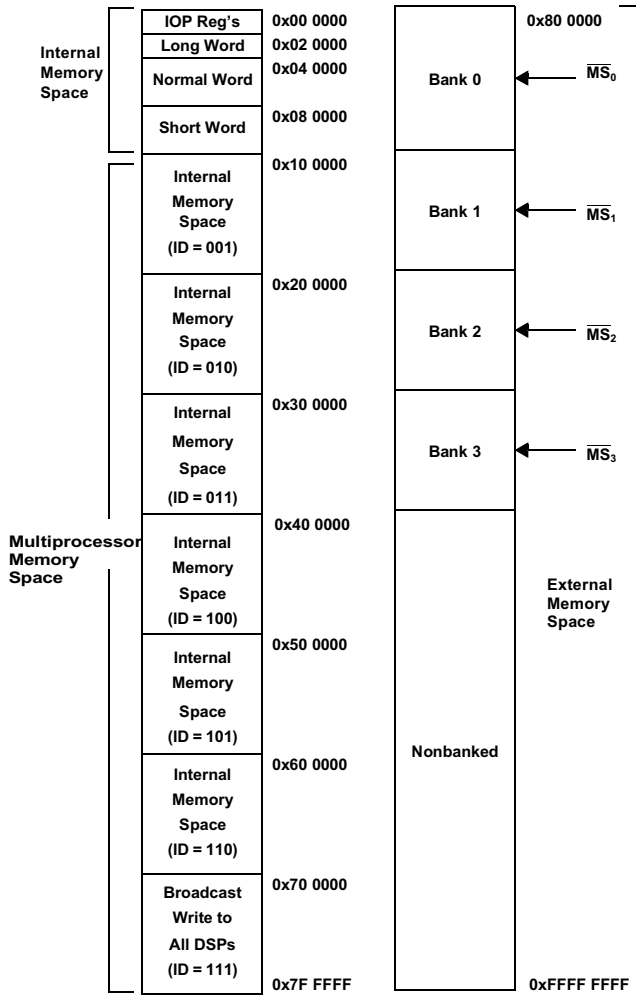 Internal
Memory
Space
IOP Reg's
0x00 0000
Long Word
0x02 0000
Normal Word
0x04 0000
Short Word
0x08 0000
Multiprocessor
Memory
Space
Internal
Memory
Space
(ID = 001)
0x10 0000
Internal
Memory
Space
(ID = 010)
0x20 0000
Internal
Memory
Space
(ID = 011)
0x30 0000
Internal
Memory
Space
(ID = 100)
0x40 0000
Internal
Memory
Space
(ID = 101)
0x50 0000
Internal
Memory
Space
(ID = 110)
0x60 0000
Broadcast
Write to
All DSPs
(ID = 111)
0x70 0000
0x7F FFFF
0x80 0000
Bank 0
MS0
Bank 1
MS1
Bank 2
MS2
Bank 3
MS3
Nonbanked
External
Memory
Space
0xFFFF FFFF